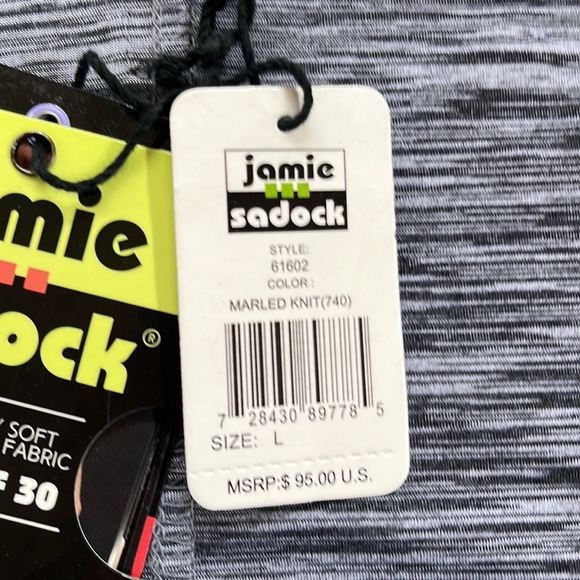 mie
ock®
SOFT
FABRIC
F 30
jamie
sadock
STYLE:
61602
COLOR :
MARLED KNIT(740)
7 28430 89778 5
SIZE: L
MSRP:$ 95.00 U.S.